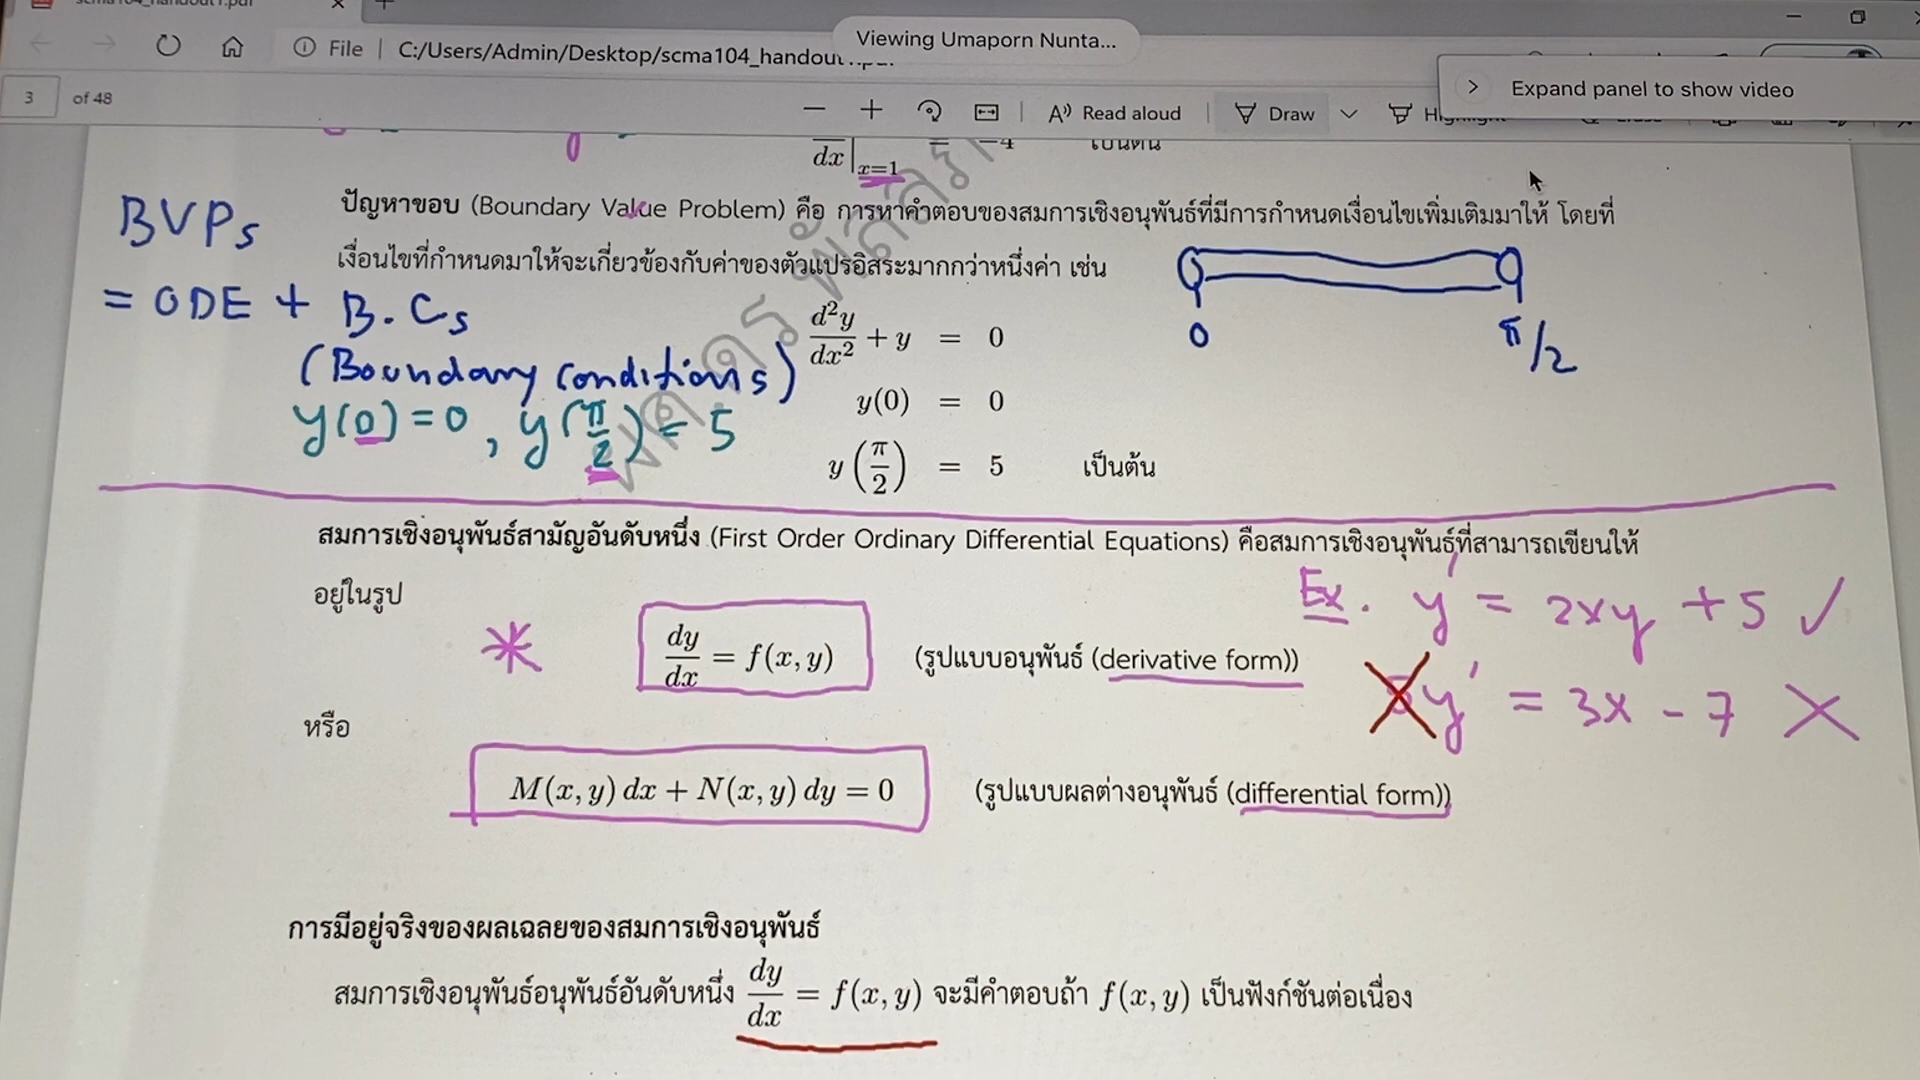 Viewing Umaporn Nunta...
File | C:/Users/Admin/Desktop/scma104_handout
Expand panel to show video
3 of 48
Read aloud
Draw
dx |x=1 = -4 เป็นต้น
BVPs
= ODE + B.Cs
(Boundary conditions)
y(0) = 0 , y(π/2) = 5
ปัญหาขอบ (Boundary Value Problem) คือ การหาคำตอบของสมการเชิงอนุพันธ์ที่มีการกำหนดเงื่อนไขเพิ่มเติมมาให้ โดยที่
เงื่อนไขที่กำหนดมาให้จะเกี่ยวข้องกับค่าของตัวแปรอิสระมากกว่าหนึ่งค่า เช่น
0 π/2
d²y/dx² + y = 0
y(0) = 0
y(π/2) = 5 เป็นต้น
สมการเชิงอนุพันธ์สามัญอันดับหนึ่ง (First Order Ordinary Differential Equations) คือสมการเชิงอนุพันธ์ที่สามารถเขียนให้
อยู่ในรูป
Ex. y' = 2xy + 5 ✓
dy/dx = f(x, y) (รูปแบบอนุพันธ์ (derivative form))
y' = 3x - 7 ✗
หรือ
M(x, y) dx + N(x, y) dy = 0 (รูปแบบผลต่างอนุพันธ์ (differential form))
การมีอยู่จริงของผลเฉลยของสมการเชิงอนุพันธ์
สมการเชิงอนุพันธ์อนุพันธ์อันดับหนึ่ง dy/dx = f(x, y) จะมีคำตอบถ้า f(x, y) เป็นฟังก์ชันต่อเนื่อง